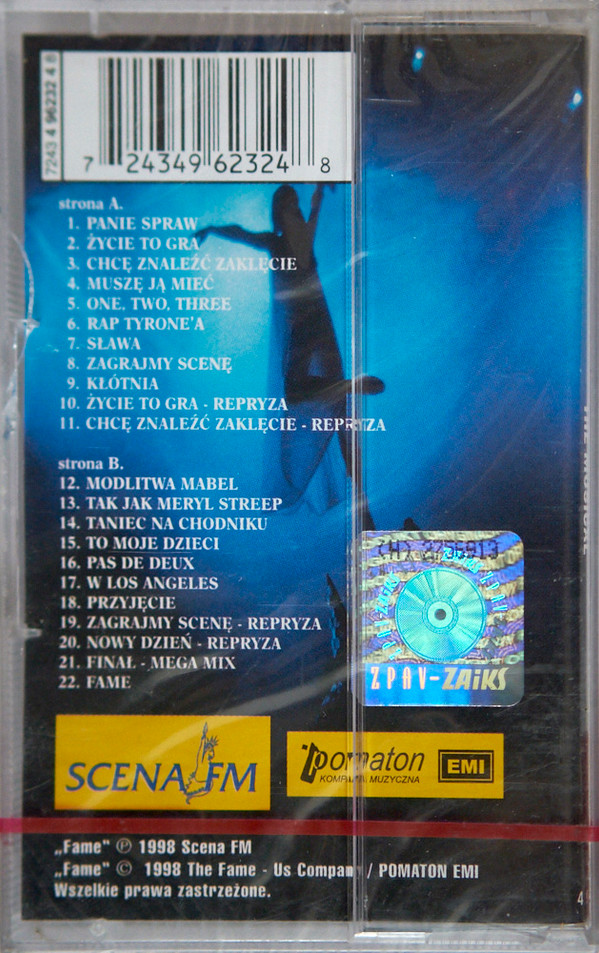 7243 4 96232 4 8
7 24349 62324 8
strona A.
1. PANIE SPRAW
2. ŻYCIE TO GRA
3. CHCĘ ZNALEŹĆ ZAKLĘCIE
4. MUSZĘ JĄ MIEĆ
5. ONE, TWO, THREE
6. RAP TYRONE'A
7. SŁAWA
8. ZAGRAJMY SCENĘ
9. KŁÓTNIA
10. ŻYCIE TO GRA - REPRYZA
11. CHCĘ ZNALEŹĆ ZAKLĘCIE - REPRYZA
strona B.
12. MODLITWA MABEL
13. TAK JAK MERYL STREEP
14. TANIEC NA CHODNIKU
15. TO MOJE DZIECI
16. PAS DE DEUX
17. W LOS ANGELES
18. PRZYJĘCIE
19. ZAGRAJMY SCENĘ - REPRYZA
20. NOWY DZIEŃ - REPRYZA
21. FINAŁ - MEGA MIX
22. FAME
THE MUSICAL
ZPAV-ZAiKS
SCENA FM
pomaton
KOMPANIA MUZYCZNA
EMI
„Fame" ℗ 1998 Scena FM
„Fame" © 1998 The Fame - Us Company / POMATON EMI
Wszelkie prawa zastrzeżone.
4